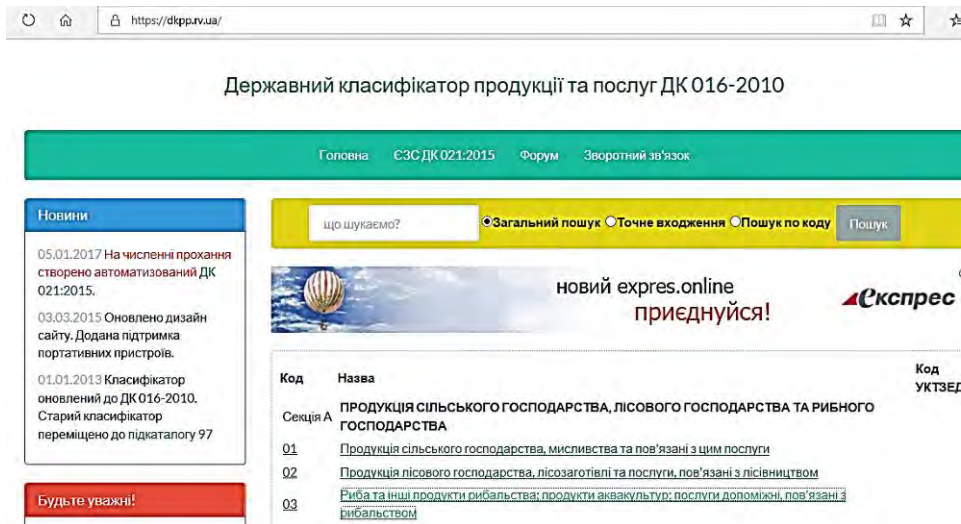 https://dkpp.rv.ua/
Державний класифікатор продукції та послуг ДК 016-2010
Головна ЄЗС ДК 021:2015 Форум Зворотний зв'язок
Новини
05.01.2017 На численні прохання
створено автоматизований ДК
021:2015.
03.03.2015 Оновлено дизайн
сайту. Додана підтримка
портативних пристроїв.
01.01.2013 Класифікатор
оновлений до ДК 016-2010.
Старий класифікатор
переміщено до підкаталогу 97
Будьте уважні!
що шукаємо? Загальний пошук Точне входження Пошук по коду Пошук
новий expres.online
приєднуйся!
експрес
Код Назва Код
УКТЗЕД
Секція A ПРОДУКЦІЯ СІЛЬСЬКОГО ГОСПОДАРСТВА, ЛІСОВОГО ГОСПОДАРСТВА ТА РИБНОГО
ГОСПОДАРСТВА
01 Продукція сільського господарства, мисливства та пов'язані з цим послуги
02 Продукція лісового господарства, лісозаготівлі та послуги, пов'язані з лісівництвом
03 Риба та інші продукти рибальства; продукти аквакультур; послуги допоміжні, пов'язані з
рибальством